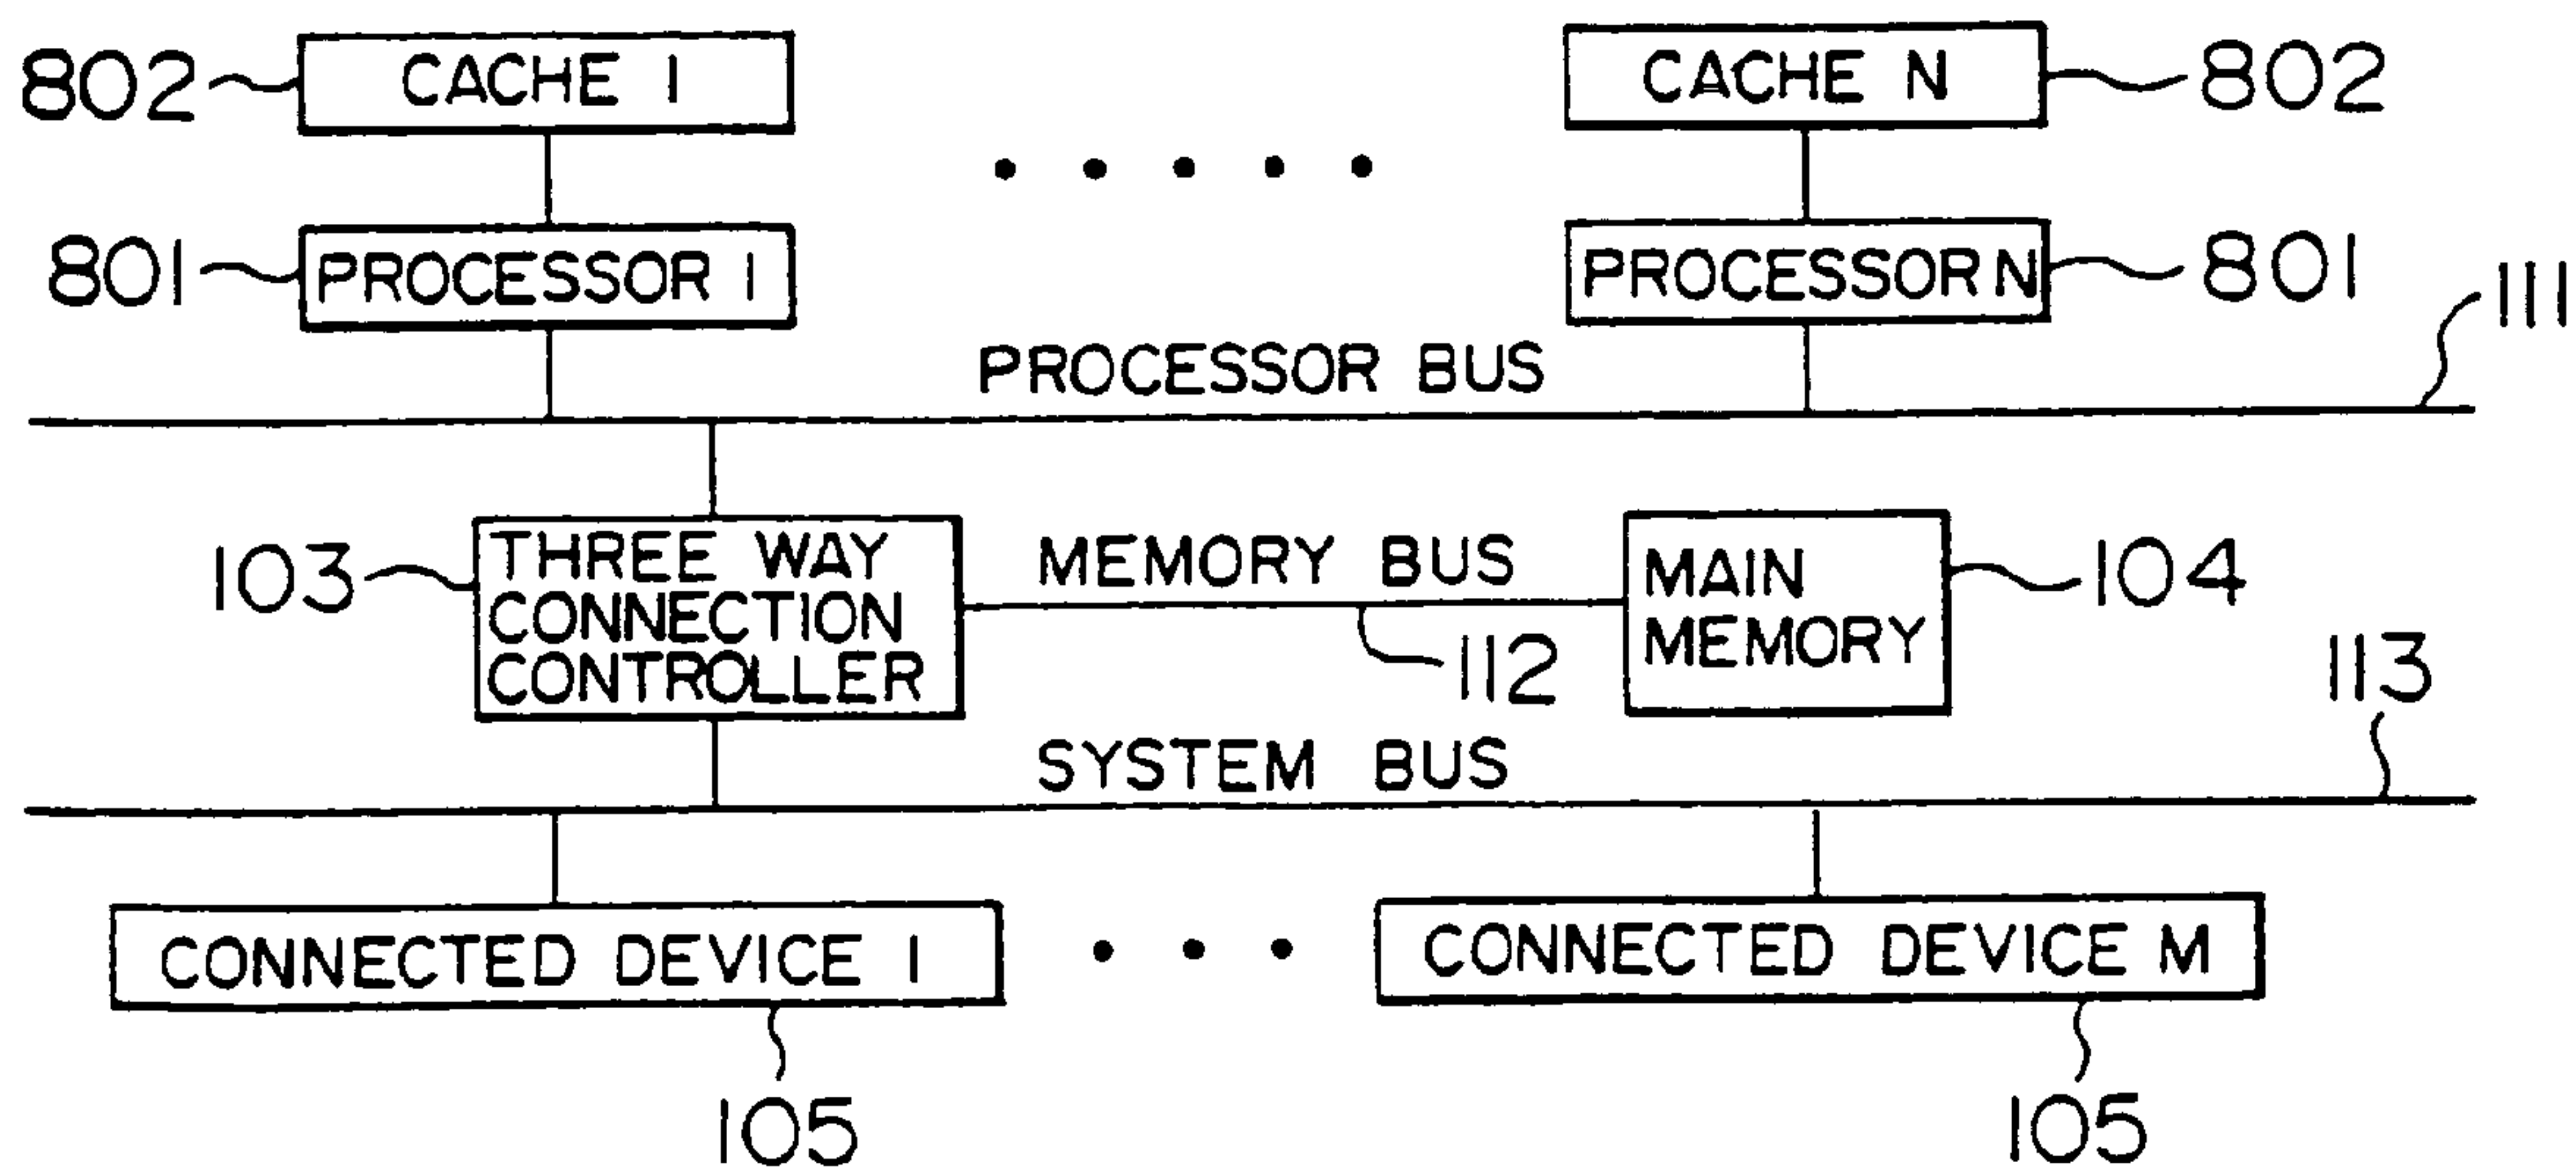 802 CACHE 1 CACHE N 802
801 PROCESSOR 1 PROCESSOR N 801
111
PROCESSOR BUS
103 THREE WAY
CONNECTION
CONTROLLER
MEMORY BUS
112
MAIN
MEMORY
104
113
SYSTEM BUS
CONNECTED DEVICE 1 CONNECTED DEVICE M
105 105